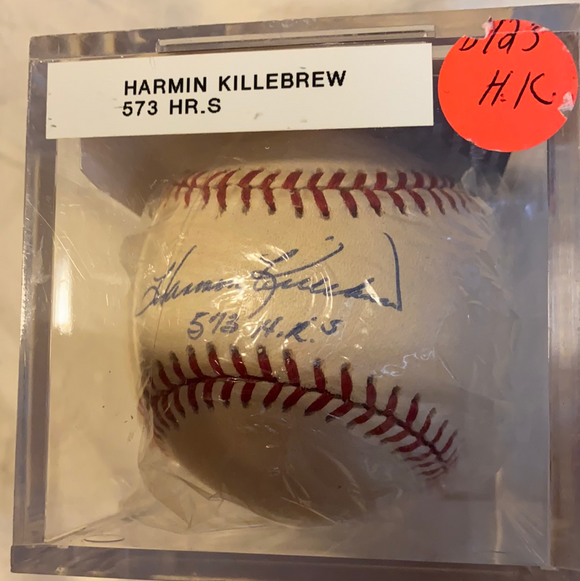 HARMIN KILLEBREW
573 HR.S
H.K.
Harmon Killebrew
573 H.R.'S